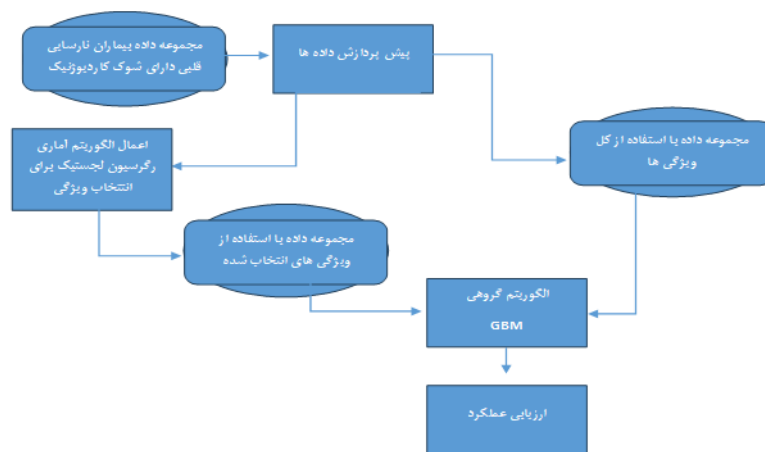 مجموعه داده بیماران نارسایی
قلبی دارای شوک کاردیوژنیک
پیش پردازش داده ها
اعمال الگوریتم آماری
رگرسیون لجستیک برای
انتتخاب ویژگی
مجموعه داده با استفاده از کل
ویژگی ها
مجموعه داده با استفاده از
ویژگی های انتخاب شده
الگوریتم گروهی
GBM
ارزیابی عملکرد